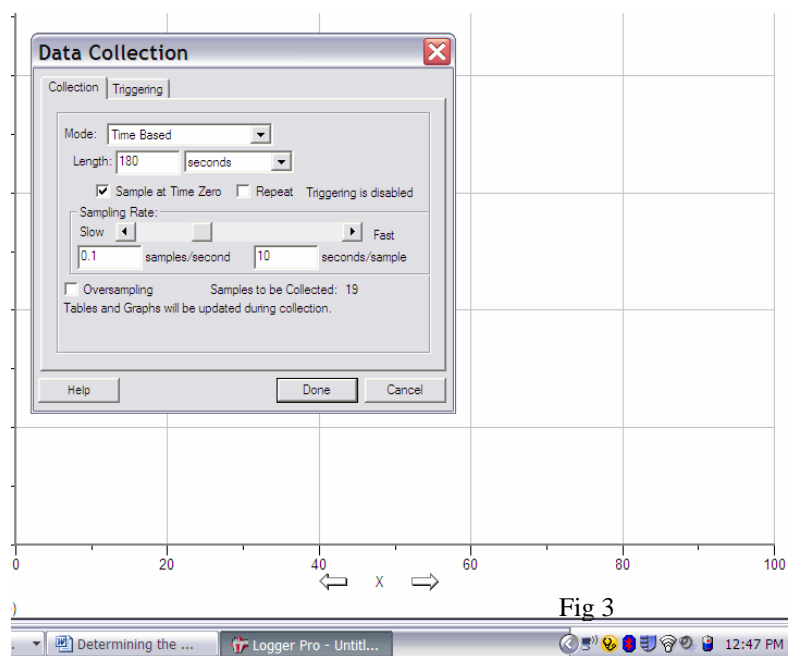 Data Collection
Collection Triggering
Mode: Time Based
Length: 180 seconds
Sample at Time Zero Repeat Triggering is disabled
Sampling Rate:
Slow Fast
0.1 samples/second 10 seconds/sample
Oversampling Samples to be Collected: 19
Tables and Graphs will be updated during collection.
Help Done Cancel
0 20 40 60 80 100
X
Fig 3
)
Determining the ... Logger Pro - Untitl... 12:47 PM